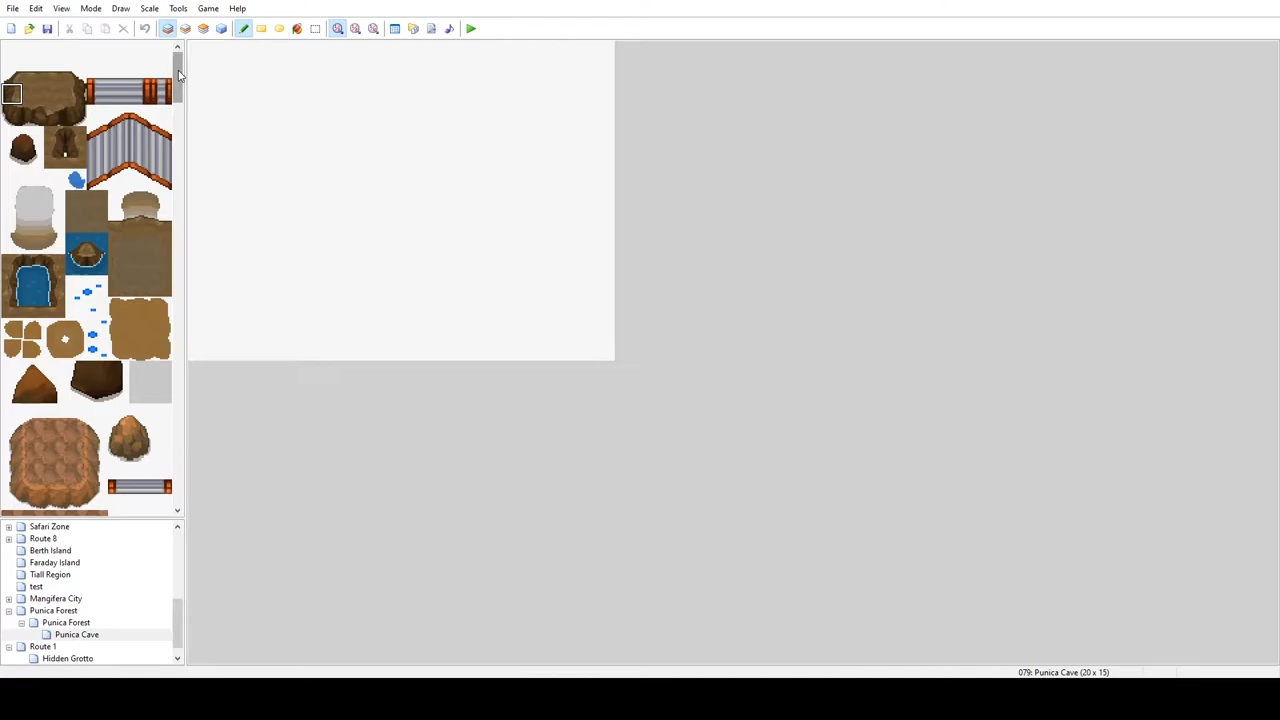 File Edit View Mode Draw Scale Tools Game Help
Safari Zone
Route 8
Berth Island
Faraday Island
Tiall Region
test
Mangifera City
Punica Forest
Punica Forest
Punica Cave
Route 1
Hidden Grotto
079: Punica Cave (20 x 15)